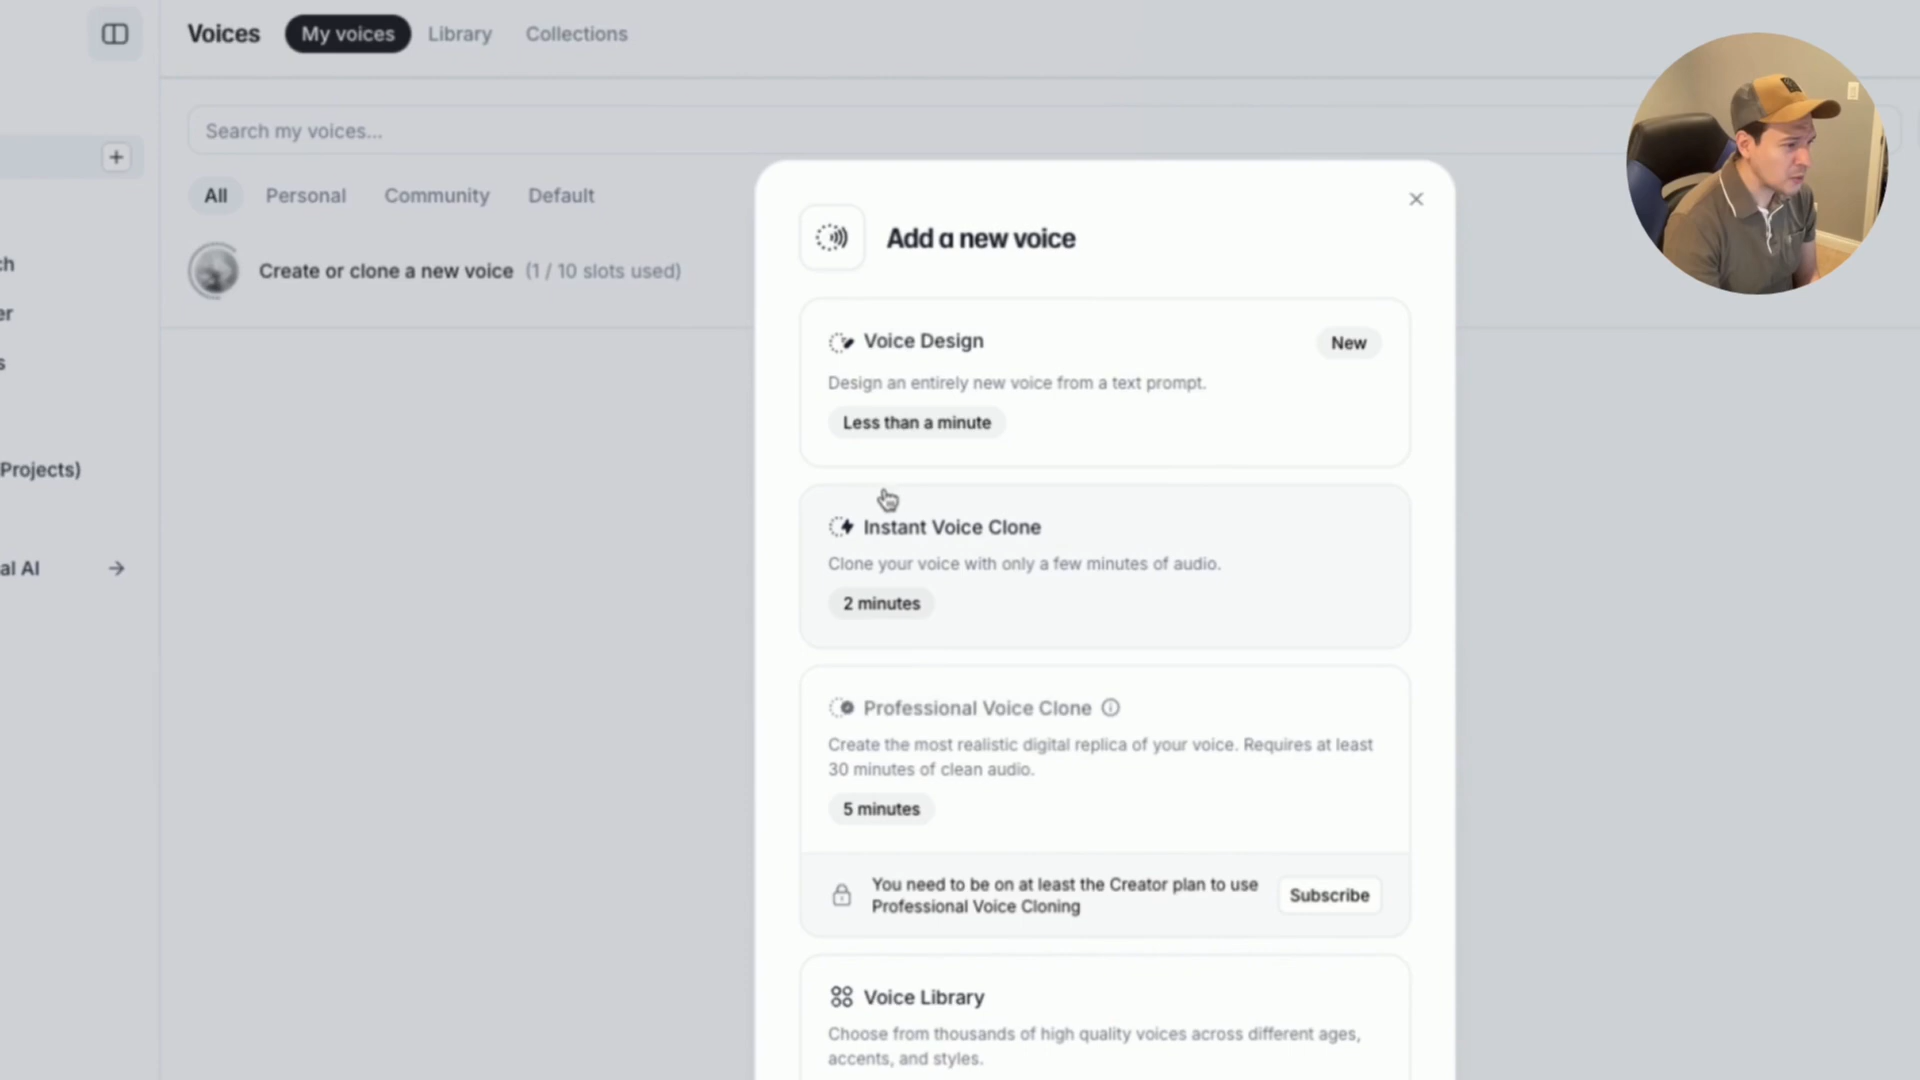 Voices My voices Library Collections
Search my voices...
All Personal Community Default
Create or clone a new voice (1 / 10 slots used)
ch
er
s
Projects)
al AI
Add a new voice
Voice Design New
Design an entirely new voice from a text prompt.
Less than a minute
Instant Voice Clone
Clone your voice with only a few minutes of audio.
2 minutes
Professional Voice Clone
Create the most realistic digital replica of your voice. Requires at least
30 minutes of clean audio.
5 minutes
You need to be on at least the Creator plan to use
Professional Voice Cloning
Subscribe
Voice Library
Choose from thousands of high quality voices across different ages,
accents, and styles.